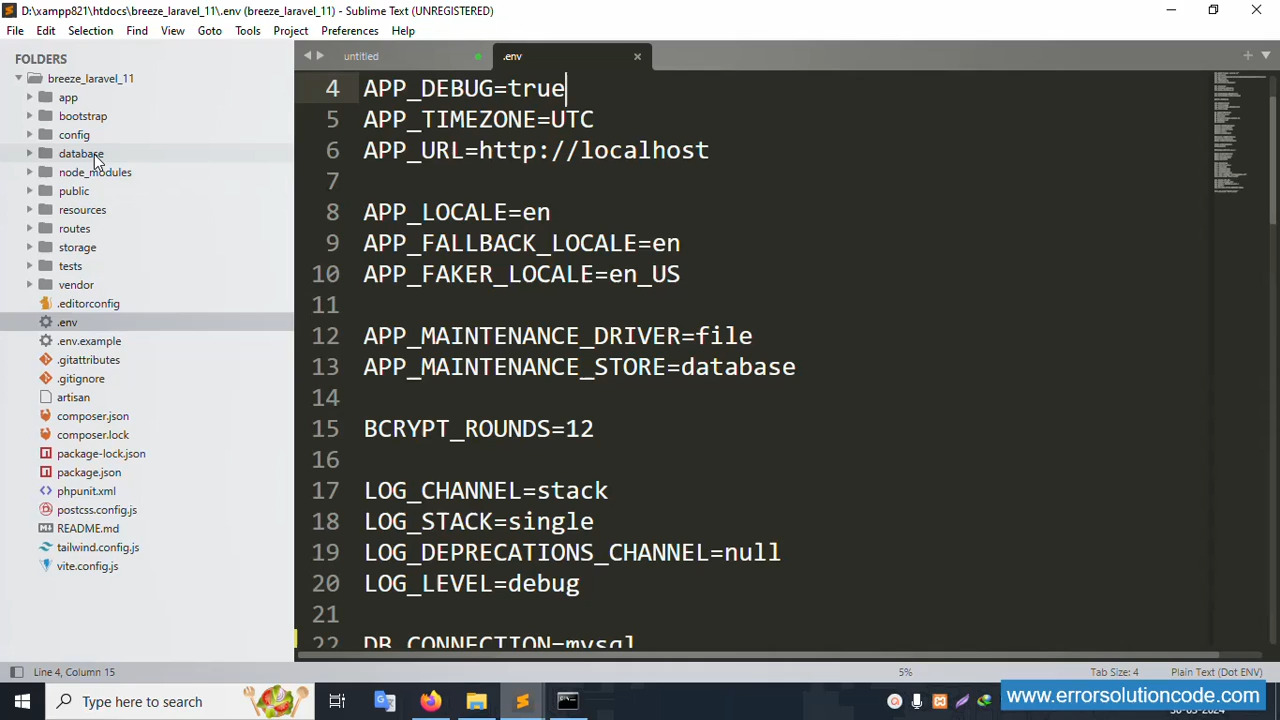 D:\xampp821\htdocs\breeze_laravel_11\.env (breeze_laravel_11) - Sublime Text (UNREGISTERED)
File Edit Selection Find View Goto Tools Project Preferences Help
FOLDERS
breeze_laravel_11
app
bootstrap
config
database
node_modules
public
resources
routes
storage
tests
vendor
.editorconfig
.env
.env.example
.gitattributes
.gitignore
artisan
composer.json
composer.lock
package-lock.json
package.json
phpunit.xml
postcss.config.js
README.md
tailwind.config.js
vite.config.js
untitled
.env
4 APP_DEBUG=true
5 APP_TIMEZONE=UTC
6 APP_URL=http://localhost
7
8 APP_LOCALE=en
9 APP_FALLBACK_LOCALE=en
10 APP_FAKER_LOCALE=en_US
11
12 APP_MAINTENANCE_DRIVER=file
13 APP_MAINTENANCE_STORE=database
14
15 BCRYPT_ROUNDS=12
16
17 LOG_CHANNEL=stack
18 LOG_STACK=single
19 LOG_DEPRECATIONS_CHANNEL=null
20 LOG_LEVEL=debug
21
22 DB_CONNECTION=mysql
Line 4, Column 15
5%
Tab Size: 4
Plain Text (Dot ENV)
Type here to search
www.errorsolutioncode.com